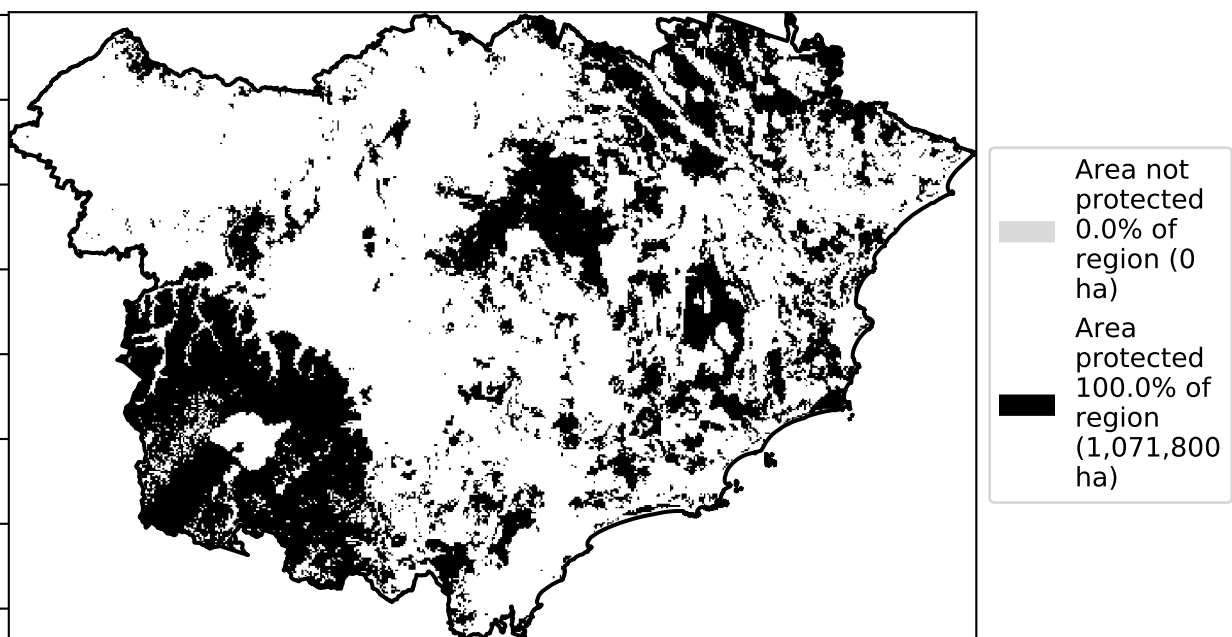 Area not
protected
0.0% of
region (0
ha)
Area
protected
100.0% of
region
(1,071,800
ha)